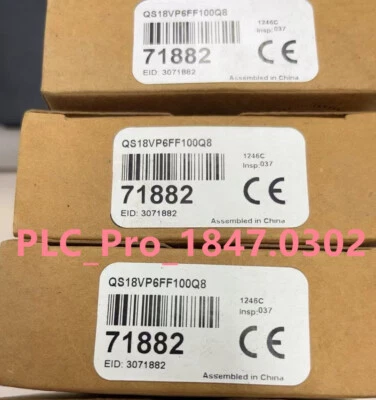 QS18VP6FF100Q8
71882
EID: 3071882
1246C
Insp: 037
CE
Assembled in China
QS18VP6FF100Q8
71882
EID: 3071882
1246C
Insp: 037
CE
Assembled in China
PLC_Pro_1847.0302
QS18VP6FF100Q8
71882
EID: 3071882
1246C
Insp: 037
CE
Assembled in China